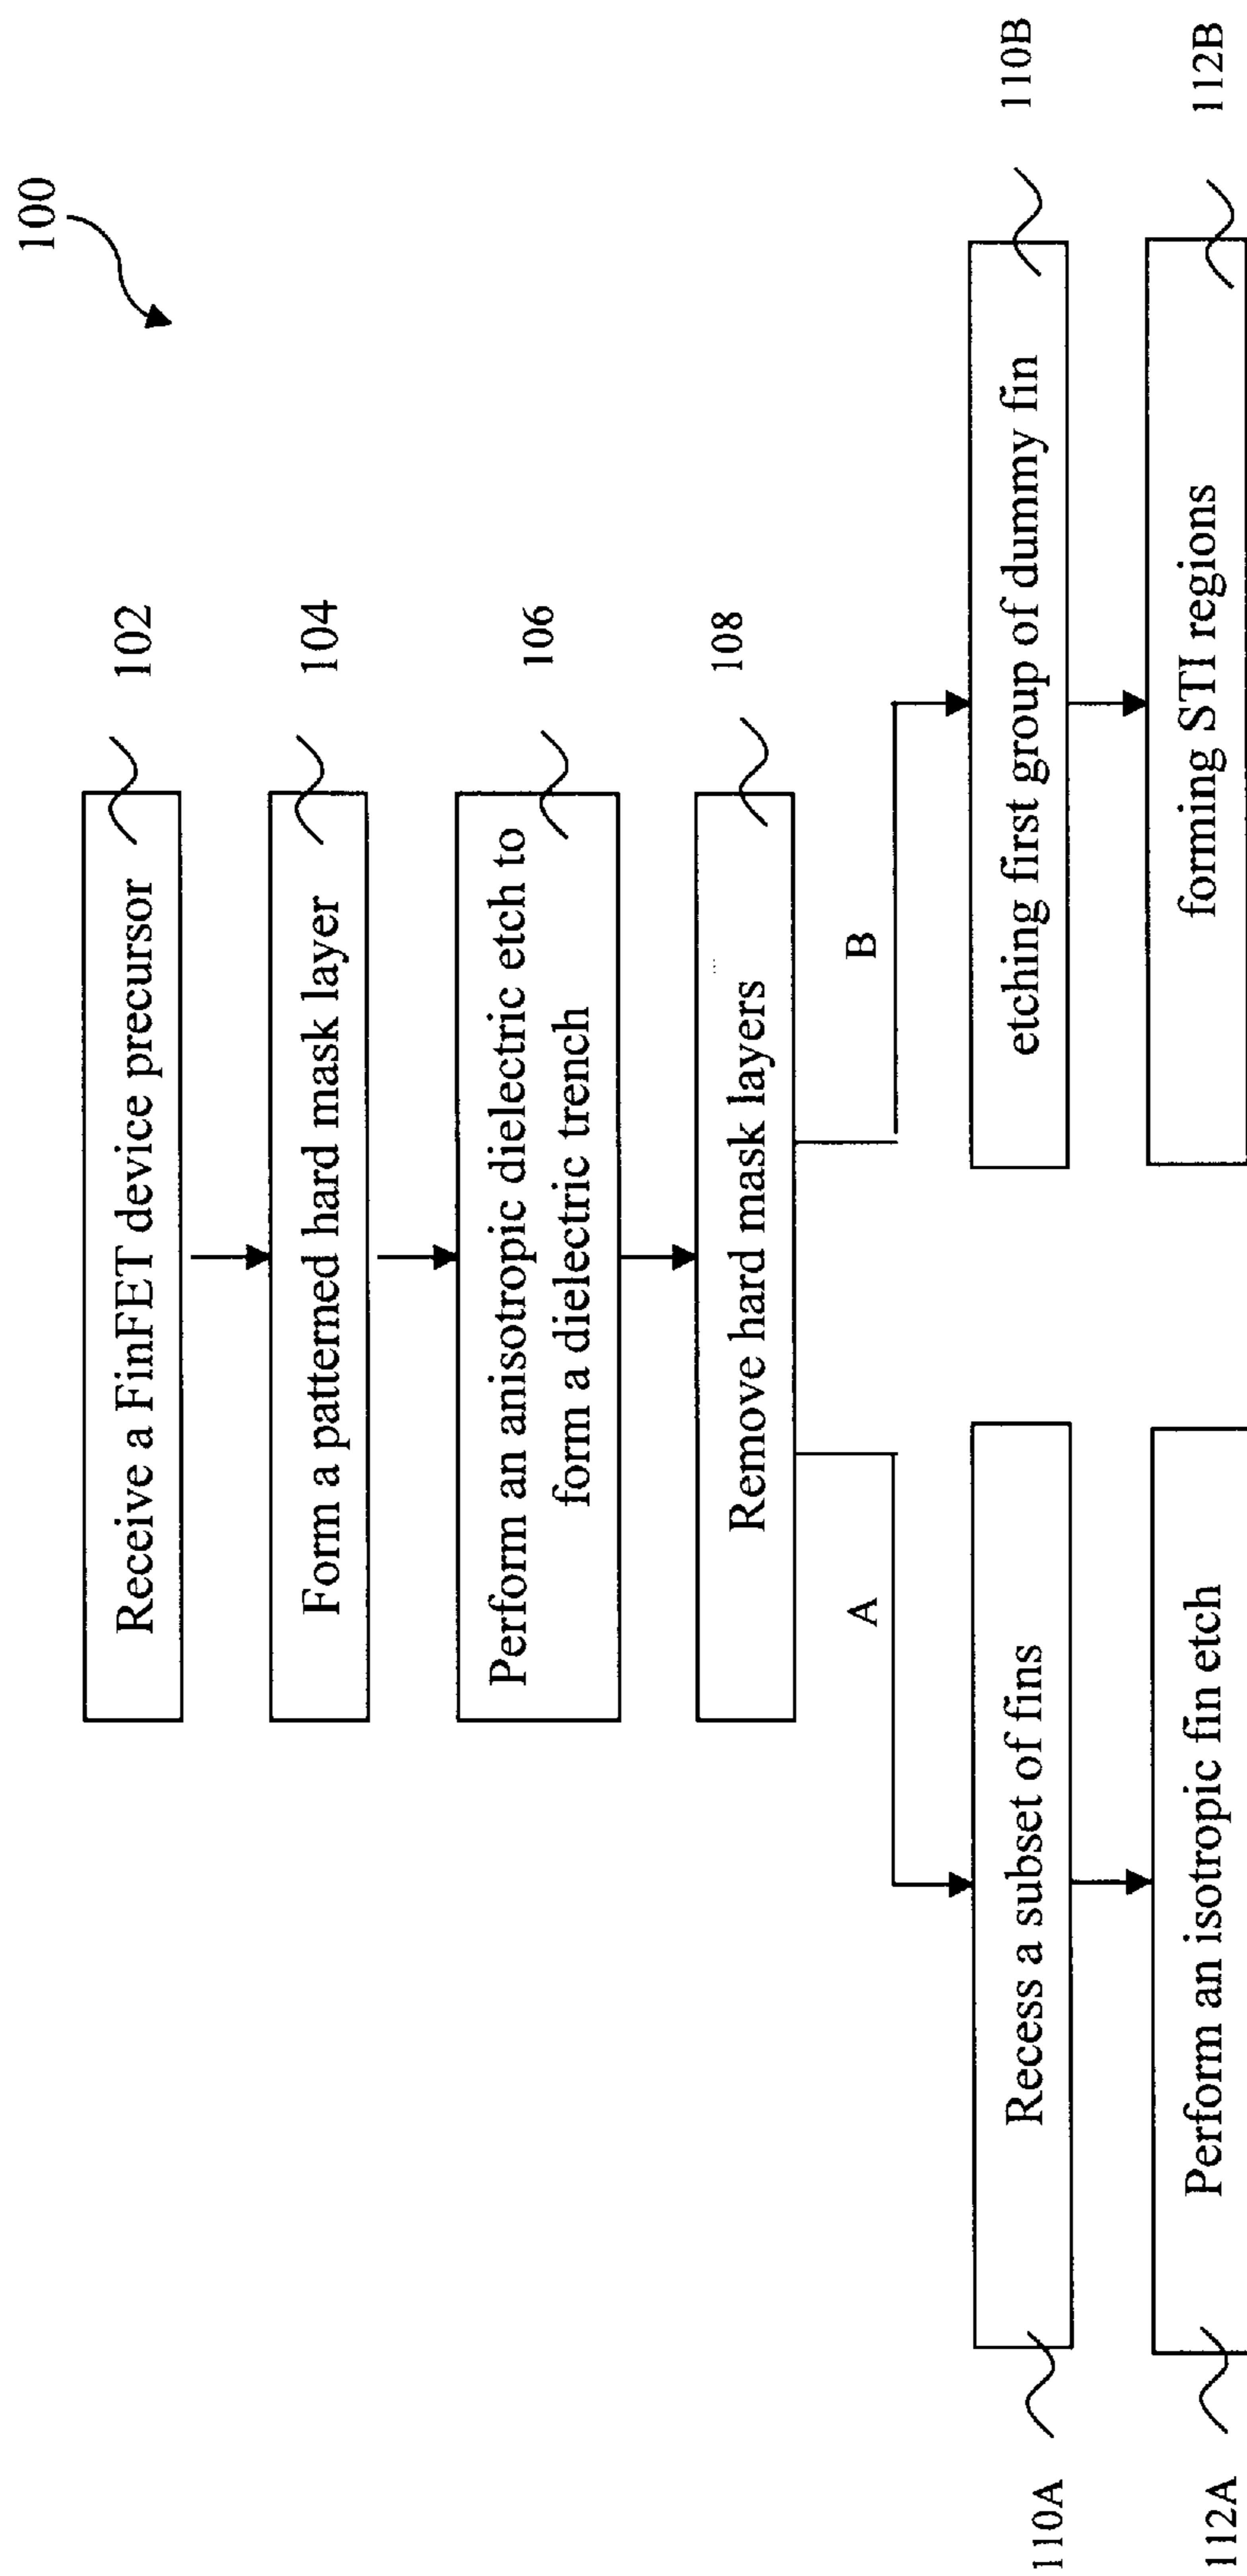 100
Receive a FinFET device precursor
102
Form a patterned hard mask layer
104
Perform an anisotropic dielectric etch to
form a dielectric trench
106
Remove hard mask layers
108
A
B
110A
Recess a subset of fins
etching first group of dummy fin
110B
112A
Perform an isotropic fin etch
forming STI regions
112B